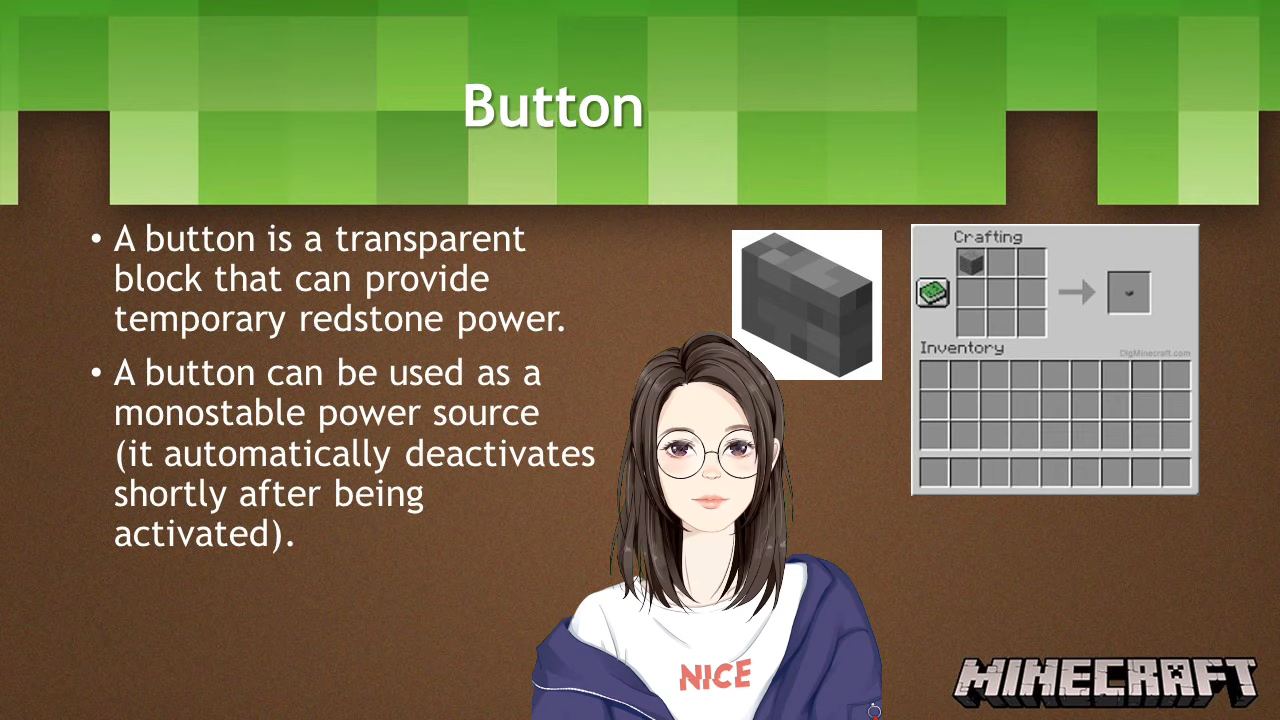 Button
• A button is a transparent
block that can provide
temporary redstone power.
• A button can be used as a
monostable power source
(it automatically deactivates
shortly after being
activated).
Crafting
Inventory
DigMinecraft.com
NICE
MINECRAFT